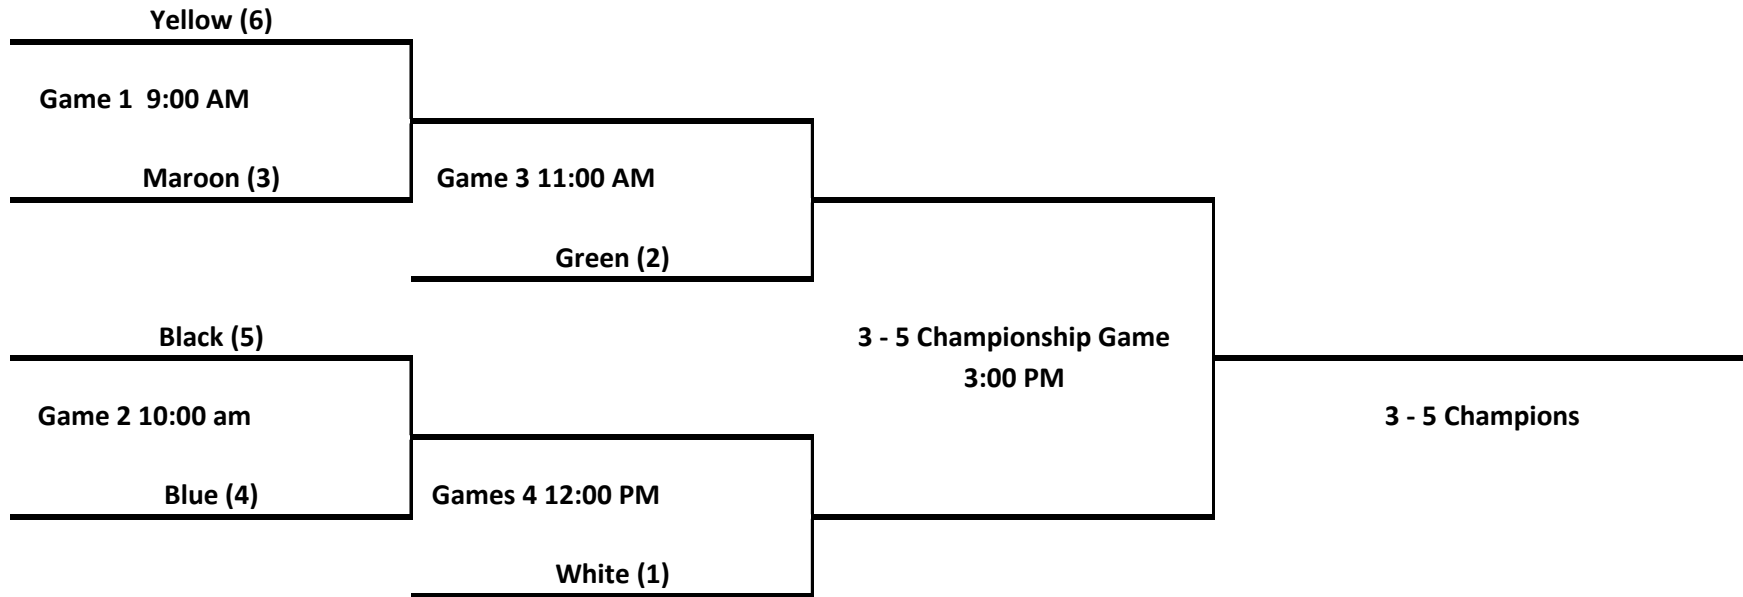 Yellow (6)
Game 1  9:00 AM
Maroon (3)
Game 3 11:00 AM
Green (2)
Black (5)
3 - 5 Championship Game
3:00 PM
Game 2 10:00 am
3 - 5 Champions
Blue (4)
Games 4 12:00 PM
White (1)